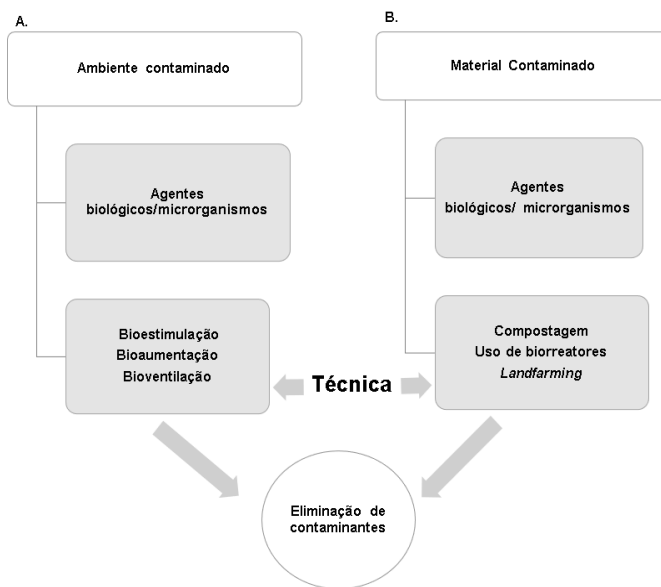 A.
Ambiente contaminado
Agentes
biológicos/microrganismos
Bioestimulação
Bioaumentação
Bioventilação
B.
Material Contaminado
Agentes
biológicos/ microrganismos
Compostagem
Uso de biorreatores
Landfarming
Técnica
Eliminação de
contaminantes